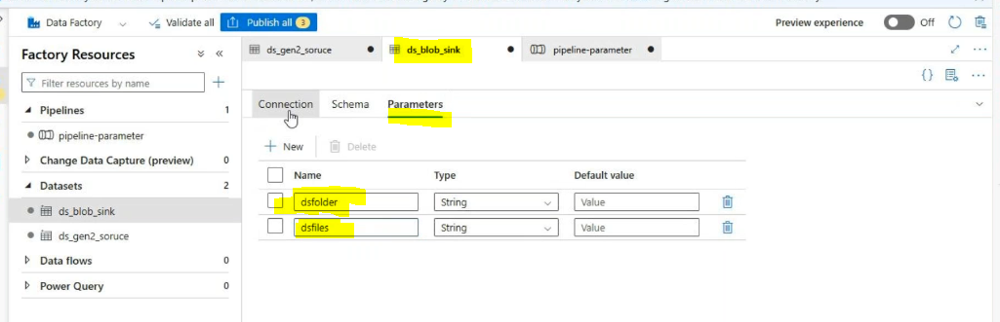 Data Factory
Validate all
Publish all 3
Preview experience
Off
Factory Resources
Filter resources by name
Pipelines 1
pipeline-parameter
Change Data Capture (preview) 0
Datasets 2
ds_blob_sink
ds_gen2_soruce
Data flows 0
Power Query 0
ds_gen2_soruce
ds_blob_sink
pipeline-parameter
Connection Schema Parameters
New Delete
Name Type Default value
dsfolder String Value
dsfiles String Value